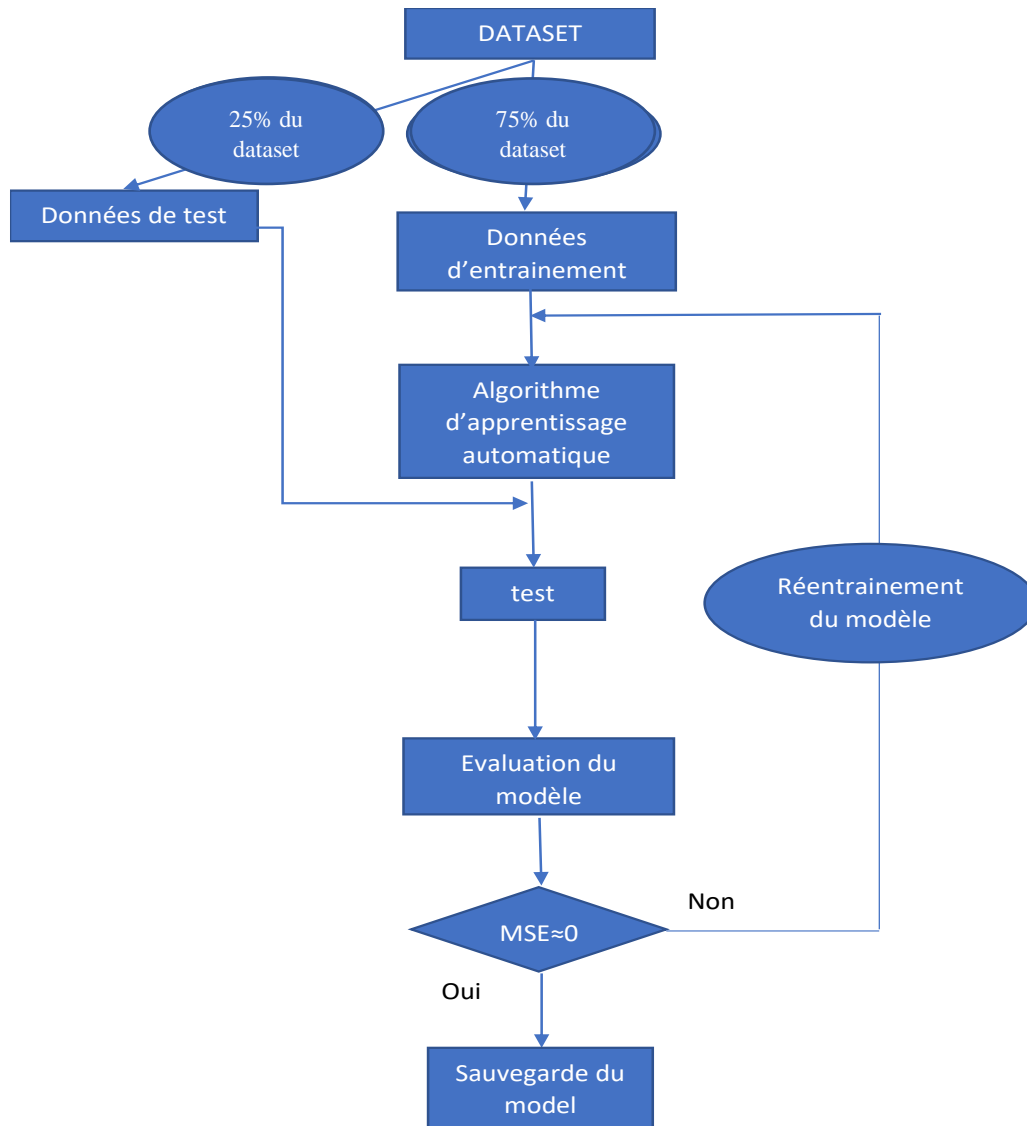 DATASET
25% du
dataset
75% du
dataset
Données de test
Données
d’entrainement
Algorithme
d’apprentissage
automatique
test
Réentrainement
du modèle
Evaluation du
modèle
MSE≈0
Non
Oui
Sauvegarde du
model